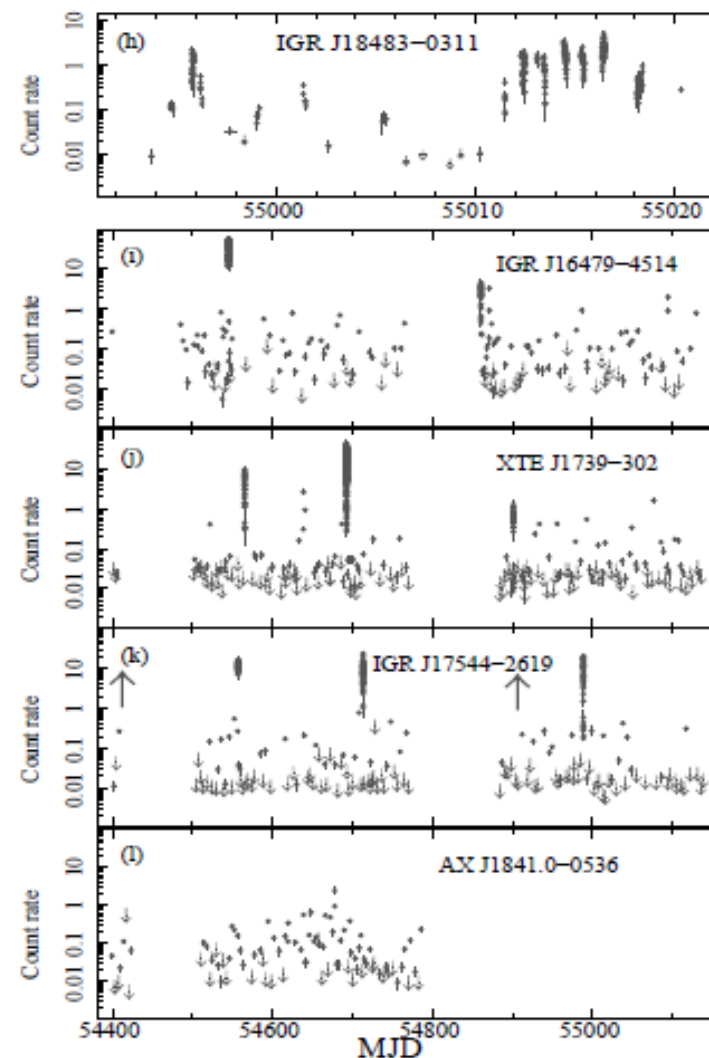 (h) IGR J18483−0311
Count rate
10
1
0.1
0.01
55000 55010 55020
(i) IGR J16479−4514
Count rate
10
1
0.1
0.01
(j) XTE J1739−302
Count rate
10
1
0.1
0.01
(k) IGR J17544−2619
Count rate
10
1
0.1
0.01
(l) AX J1841.0−0536
Count rate
10
1
0.1
0.01
54400 54600 54800 55000
MJD